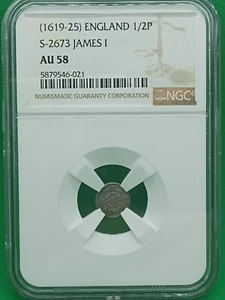 (1619-25) ENGLAND 1/2P
S-2673 JAMES I
AU 58
5879546-021
NUMISMATIC GUARANTY CORPORATION
NGC